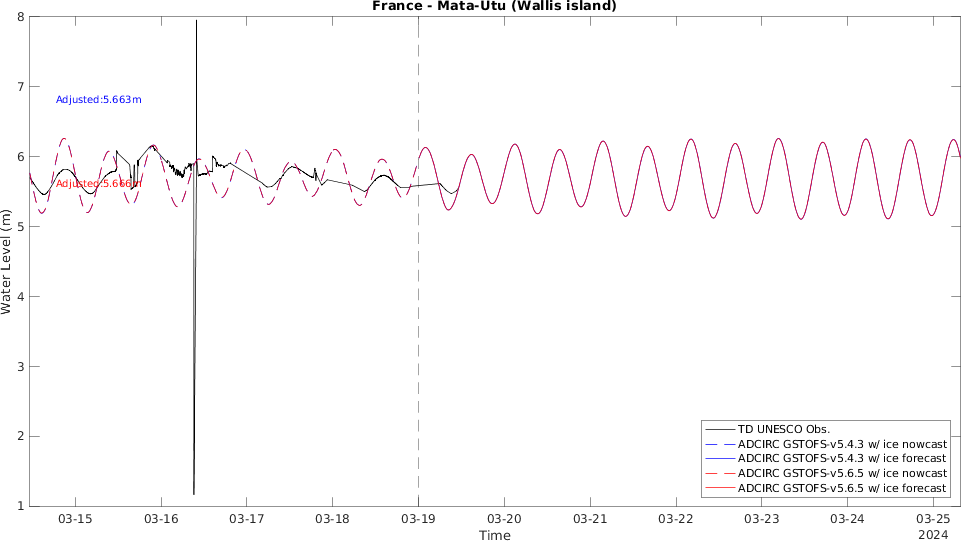 France - Mata-Utu (Wallis island)
8
7
6
5
4
3
2
1
Water Level (m)
Adjusted:5.663m
03-15
03-16
03-17
03-18
03-19
03-20
03-21
03-22
03-23
03-24
03-25
2024
Time
TD UNESCO Obs.
ADCIRC GSTOFS-v5.4.3 w/ ice nowcast
ADCIRC GSTOFS-v5.4.3 w/ ice forecast
ADCIRC GSTOFS-v5.6.5 w/ ice nowcast
ADCIRC GSTOFS-v5.6.5 w/ ice forecast